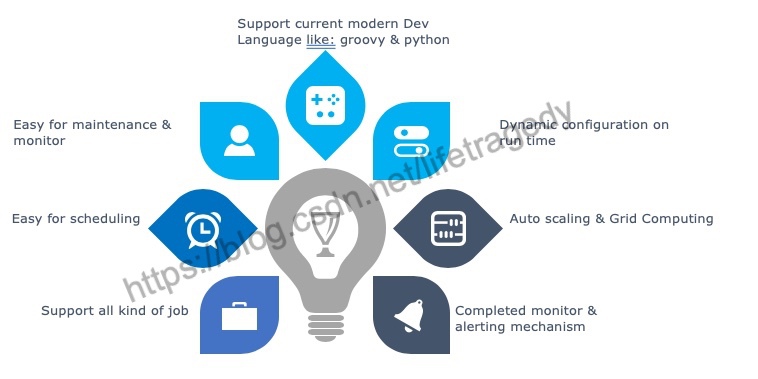 Support current modern Dev
Language like: groovy & python
Easy for maintenance &
monitor
Dynamic configuration on
run time
Easy for scheduling
Auto scaling & Grid Computing
Support all kind of job
Completed monitor &
alerting mechanism
https://blog.csdn.net/lifetragedy